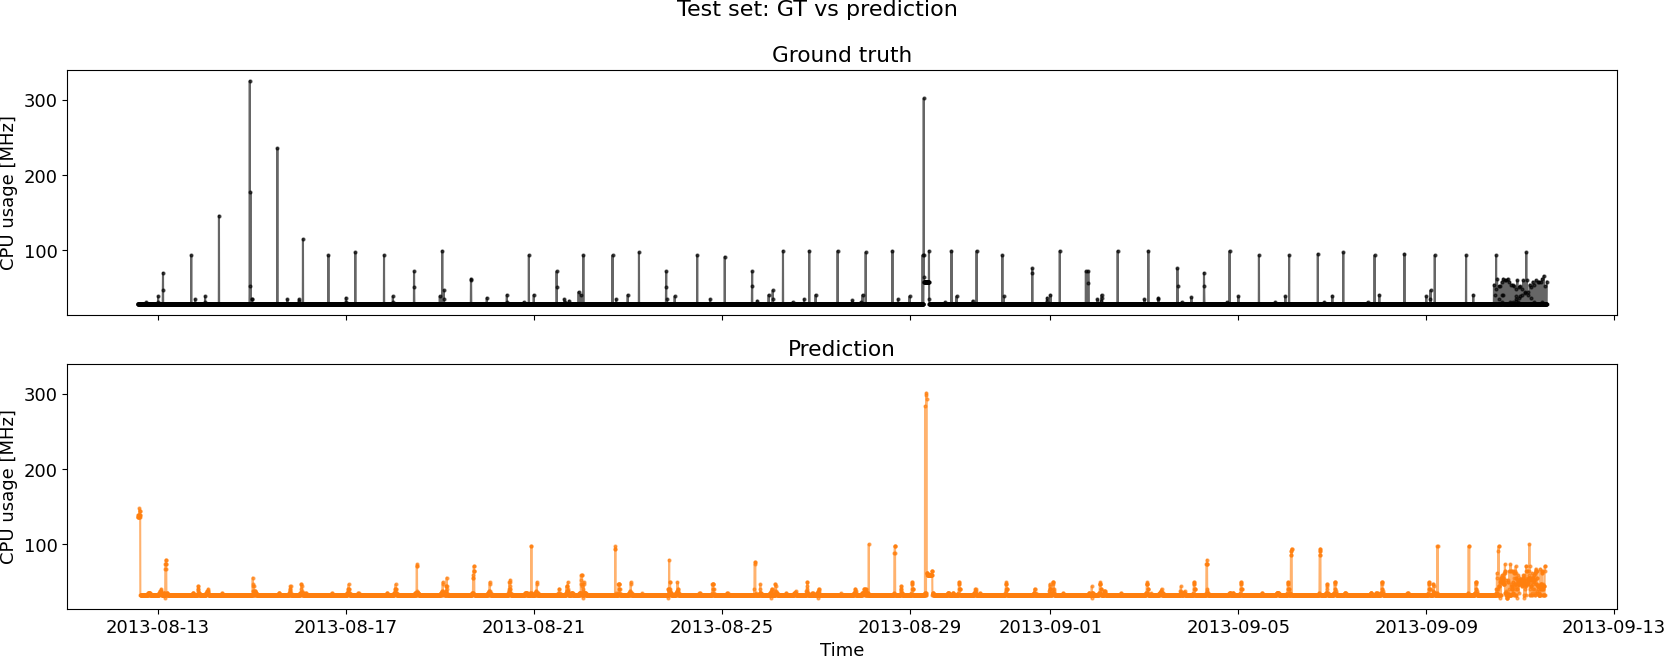 Test set: GT vs prediction
Ground truth
CPU usage [MHz]
300
200
100
Prediction
CPU usage [MHz]
300
200
100
2013-08-13 2013-08-17 2013-08-21 2013-08-25 2013-08-29 2013-09-01 2013-09-05 2013-09-09 2013-09-13
Time